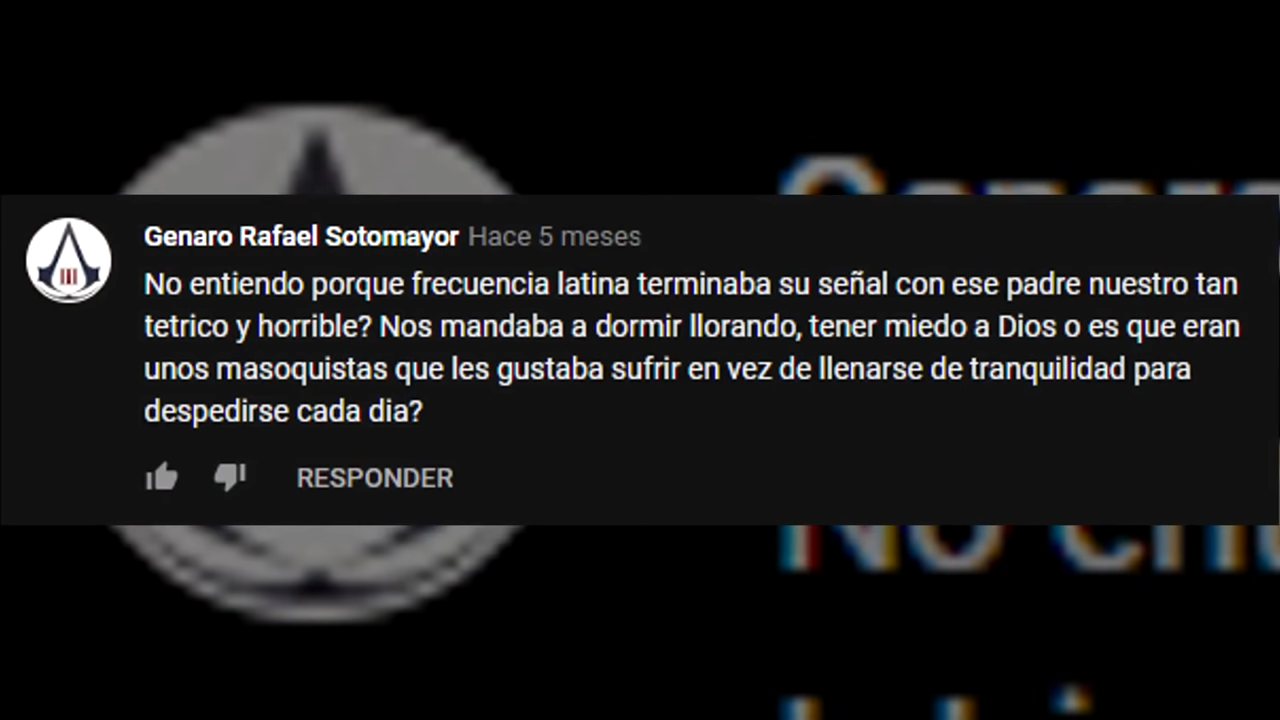 Genaro Rafael Sotomayor Hace 5 meses
No entiendo porque frecuencia latina terminaba su señal con ese padre nuestro tan
tetrico y horrible? Nos mandaba a dormir llorando, tener miedo a Dios o es que eran
unos masoquistas que les gustaba sufrir en vez de llenarse de tranquilidad para
despedirse cada dia?
RESPONDER